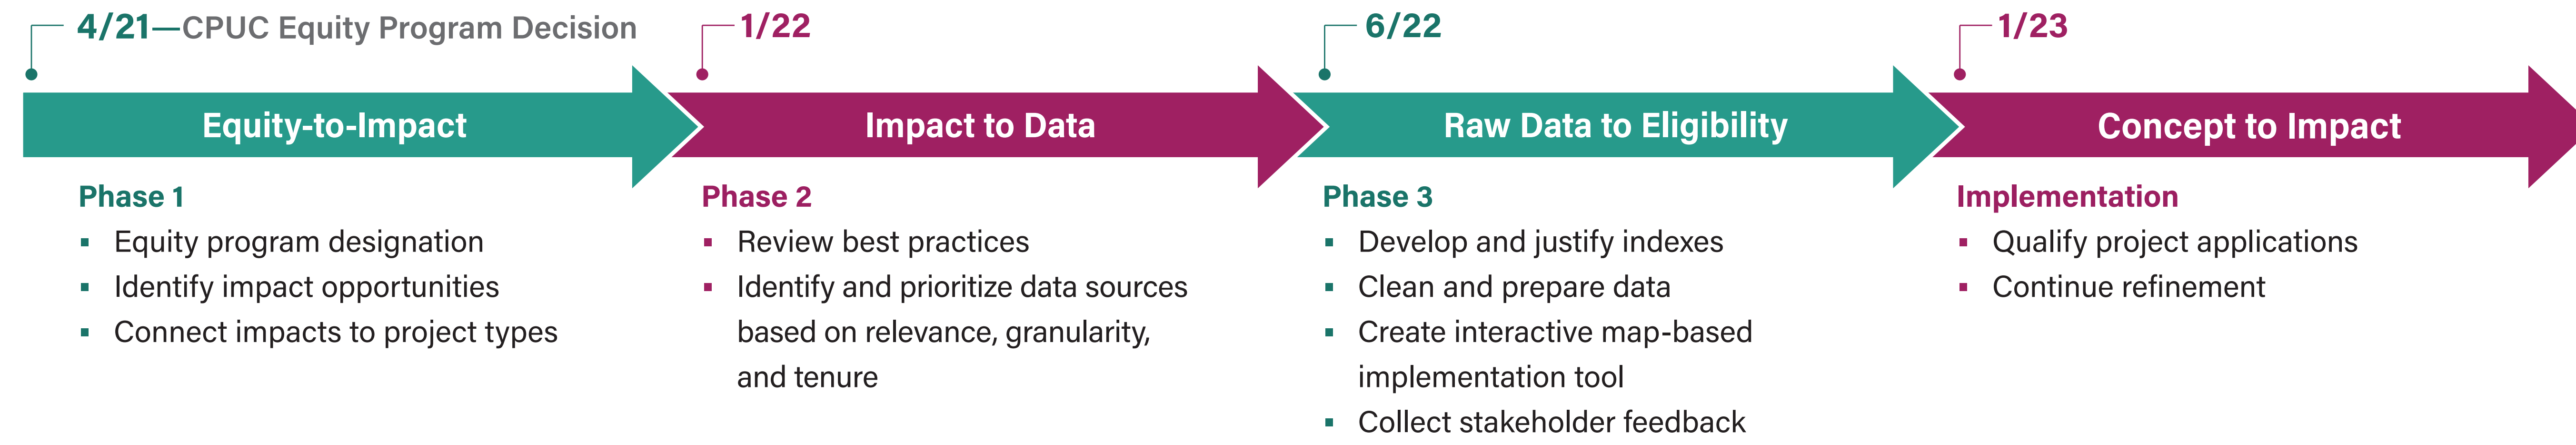 4/21—CPUC Equity Program Decision
1/22
6/22
1/23
Equity-to-Impact
Impact to Data
Raw Data to Eligibility
Concept to Impact
Phase 1
▪ Equity program designation
▪ Identify impact opportunities
▪ Connect impacts to project types
Phase 2
▪ Review best practices
▪ Identify and prioritize data sources
based on relevance, granularity,
and tenure
Phase 3
▪ Develop and justify indexes
▪ Clean and prepare data
▪ Create interactive map-based
implementation tool
▪ Collect stakeholder feedback
Implementation
▪ Qualify project applications
▪ Continue refinement